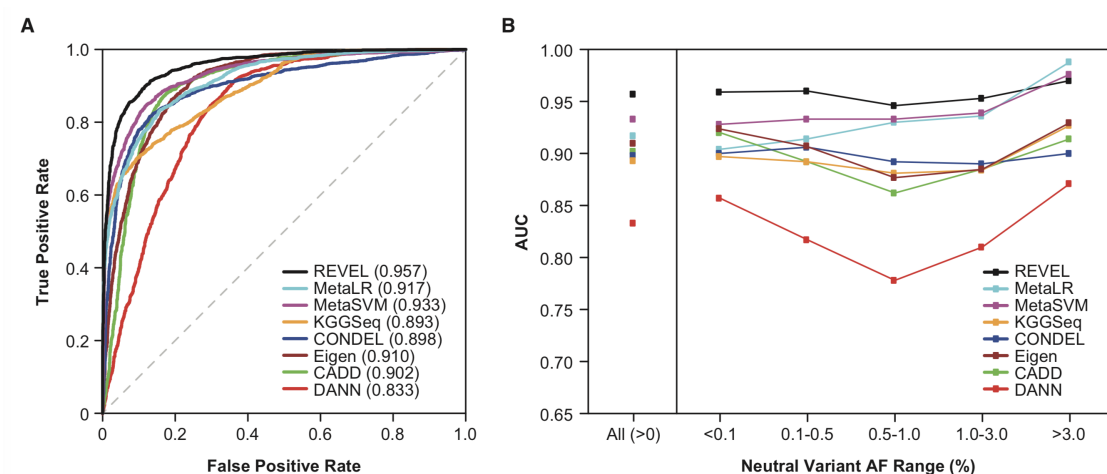 A
True Positive Rate
1.0
0.8
0.6
0.4
0.2
0
0
0.2
0.4
0.6
0.8
1.0
False Positive Rate
REVEL (0.957)
MetaLR (0.917)
MetaSVM (0.933)
KGGSeq (0.893)
CONDEL (0.898)
Eigen (0.910)
CADD (0.902)
DANN (0.833)
B
AUC
1.00
0.95
0.90
0.85
0.80
0.75
0.70
0.65
All (>0)
<0.1
0.1-0.5
0.5-1.0
1.0-3.0
>3.0
Neutral Variant AF Range (%)
REVEL
MetaLR
MetaSVM
KGGSeq
CONDEL
Eigen
CADD
DANN